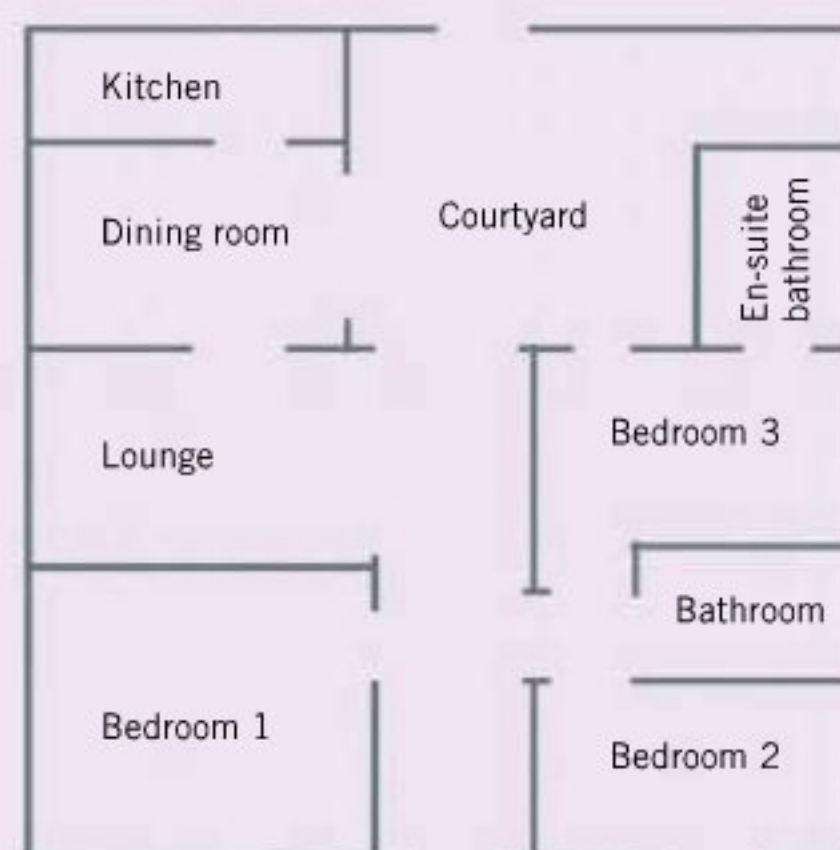 Kitchen
Dining room
Courtyard
En-suite
bathroom
Lounge
Bedroom 3
Bathroom
Bedroom 1
Bedroom 2